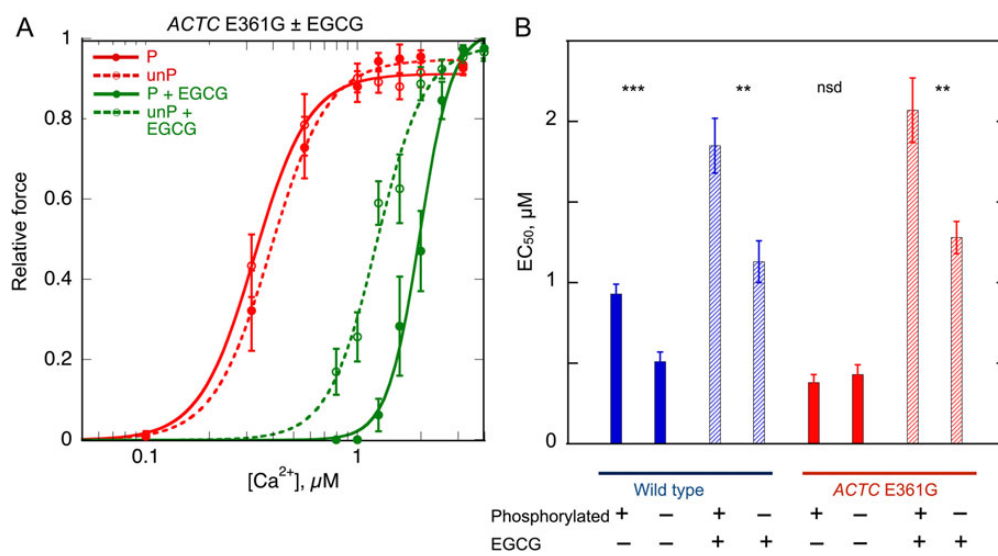 A
ACTC E361G ± EGCG
P
unP
P + EGCG
unP +
EGCG
Relative force
1
0.8
0.6
0.4
0.2
0
0.1
1
[Ca²⁺], μM
B
EC₅₀, μM
2
1
0
***
**
nsd
**
Wild type
ACTC E361G
Phosphorylated + − + − + − + −
EGCG − − + + − − + +